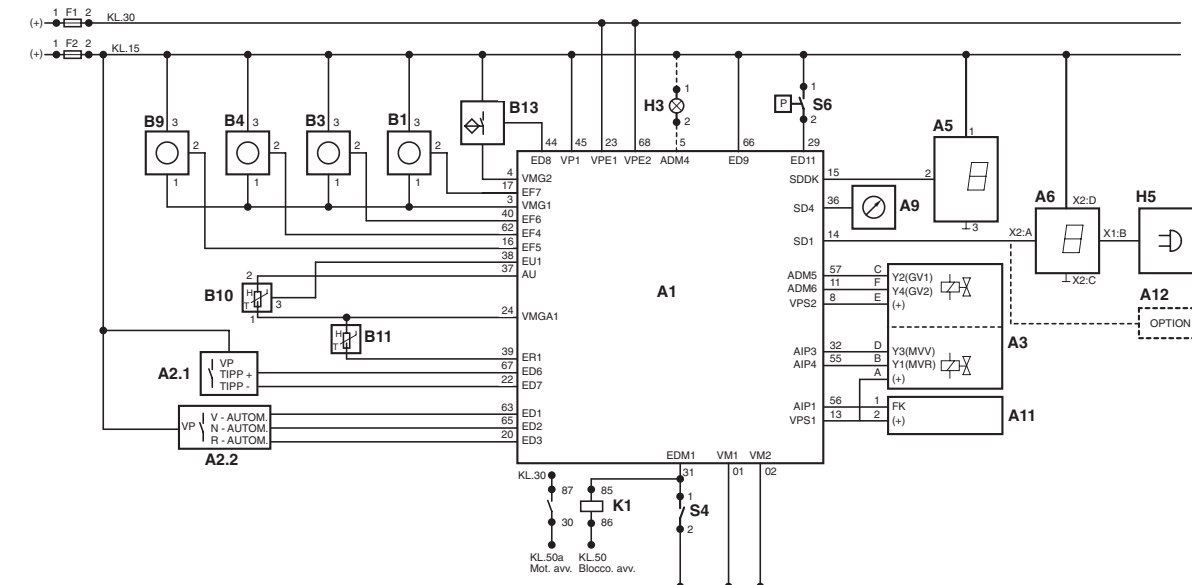 (+) 1 F1 2 KL.30
(+) 1 F2 2 KL.15
B9 3 2 1
B4 3 2 1
B3 3 2 1
B1 3 2 1
B13
H3 1 2
P S6 1 2
A5 1 2 3
44 45 23 68 5 66 29
ED8 VP1 VPE1 VPE2 ADM4 ED9 ED11
4 VMG2
17 EF7
3 VMG1
40 EF6
62 EF4
16 EF5
38 EU1
37 AU
24 VMGA1
39 ER1
67 ED6
22 ED7
63 ED1
65 ED2
20 ED3
A1
SDDK 15
SD4 36
A9
SD1 14
ADM5 57 C Y2(GV1)
ADM6 11 F Y4(GV2)
VPS2 8 E (+)
AIP3 32 D Y3(MVV)
AIP4 55 B Y1(MVR)
A (+)
A3
AIP1 56 1 FK
VPS1 13 2 (+)
A11
A6 X2:D
X2:A X1:B
X2:C
H5
A12
OPTION
B10 2 H T 3 1
B11 H T
A2.1
VP
TIPP +
TIPP -
VP
V - AUTOM.
N - AUTOM.
R - AUTOM.
A2.2
EDM1 VM1 VM2
31 01 02
KL.30
87
30
KL.50a
Mot. avv.
85
K1
86
KL.50
Blocco. avv.
1
S4
2